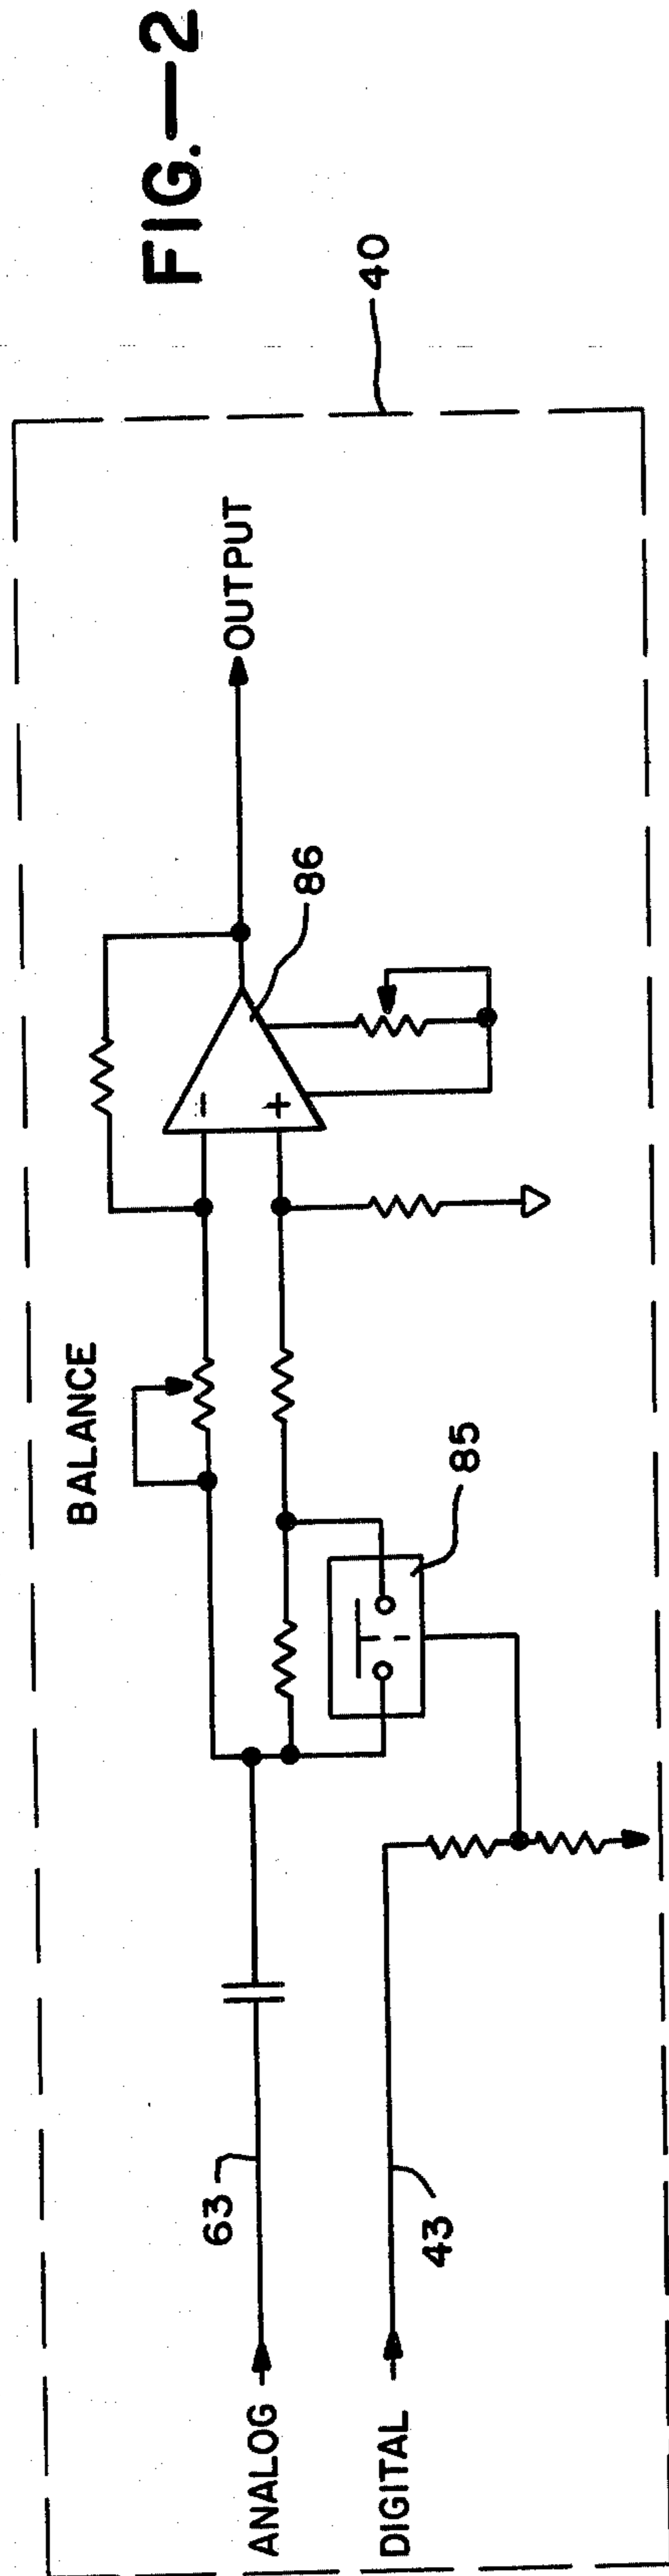 FIG.—2
40
BALANCE
OUTPUT
86
−
+
85
63
ANALOG
43
DIGITAL